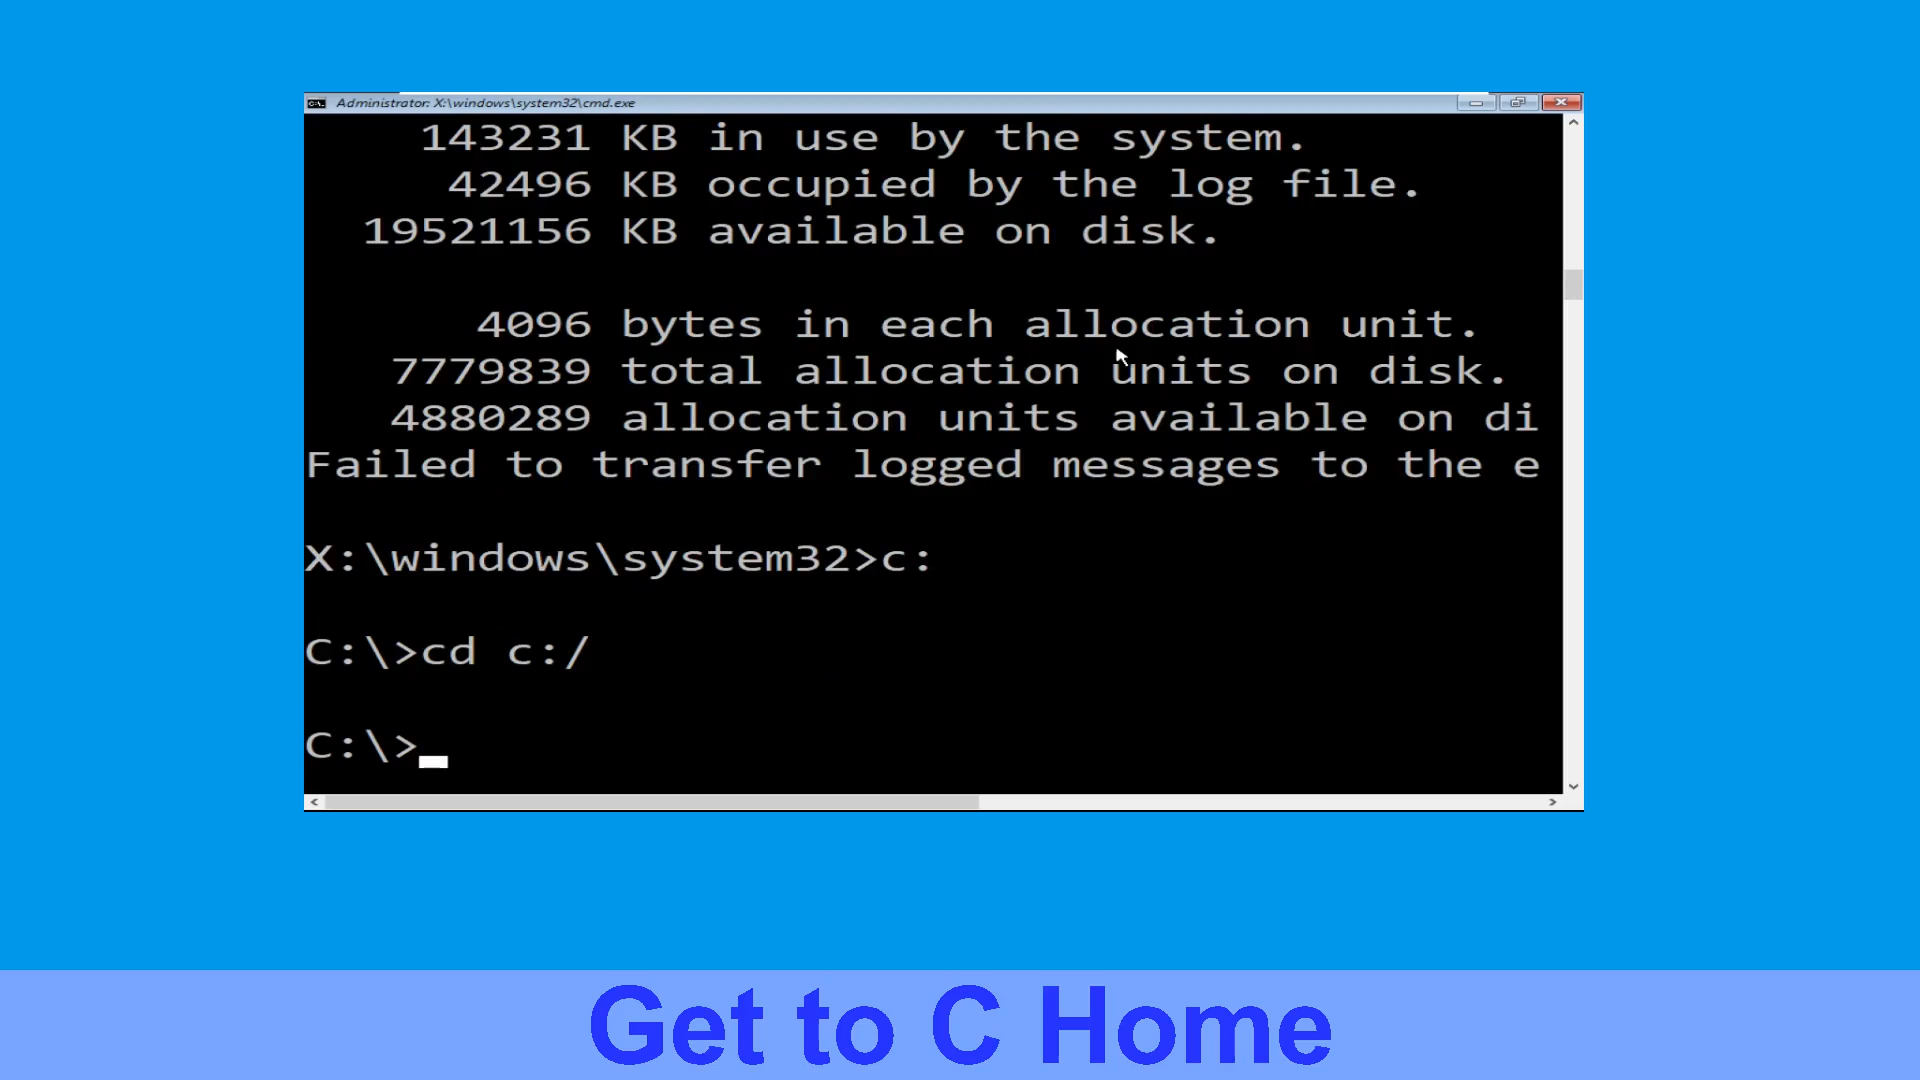 Administrator: X:\windows\system32\cmd.exe
143231 KB in use by the system.
42496 KB occupied by the log file.
19521156 KB available on disk.
4096 bytes in each allocation unit.
7779839 total allocation units on disk.
4880289 allocation units available on di
Failed to transfer logged messages to the e
X:\windows\system32>c:
C:\>cd c:/
C:\>
Get to C Home